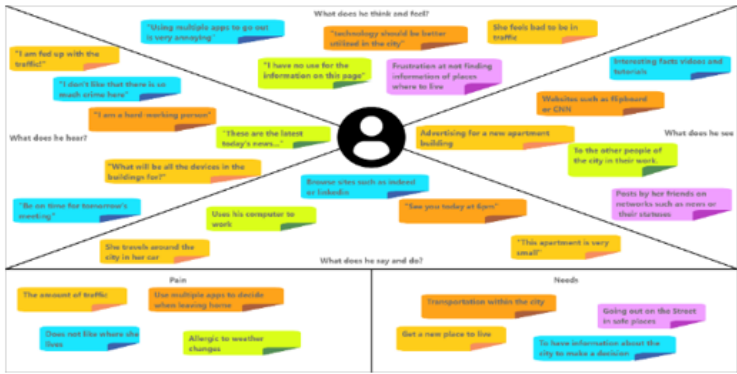 What does he think and feel?
"Using multiple apps to go out
is very annoying"
"technology should be better
utilized in the city"
She feels bad to be in
traffic
"I am fed up with the
traffic!"
"I have no use for the
information on this page"
Frustration at not finding
information of places
where to live
Interesting facts videos and
tutorials
"I don't like that there is so
much crime here"
Websites such as flipboard
or CNN
"I am a hard-working person"
What does he hear?
"These are the latest
today's news..."
Advertising for a new apartment
building
What does he see
To the other people of
the city in their work.
"What will be all the devices in the
buildings for?"
Browse sites such as indeed
or linkedin
Posts by her friends on
networks such as news or
their statuses
"Be on time for tomorrow's
meeting"
Uses his computer to
work
"See you today at 6pm"
She travels around the
city in her car
"This apartment is very
small"
What does he say and do?
Pain
The amount of traffic
Use multiple apps to decide
when leaving home
Does not like where she
lives
Allergic to weather
changes
Needs
Transportation within the city
Going out on the Street
in safe places
Get a new place to live
To have information about the
city to make a decision